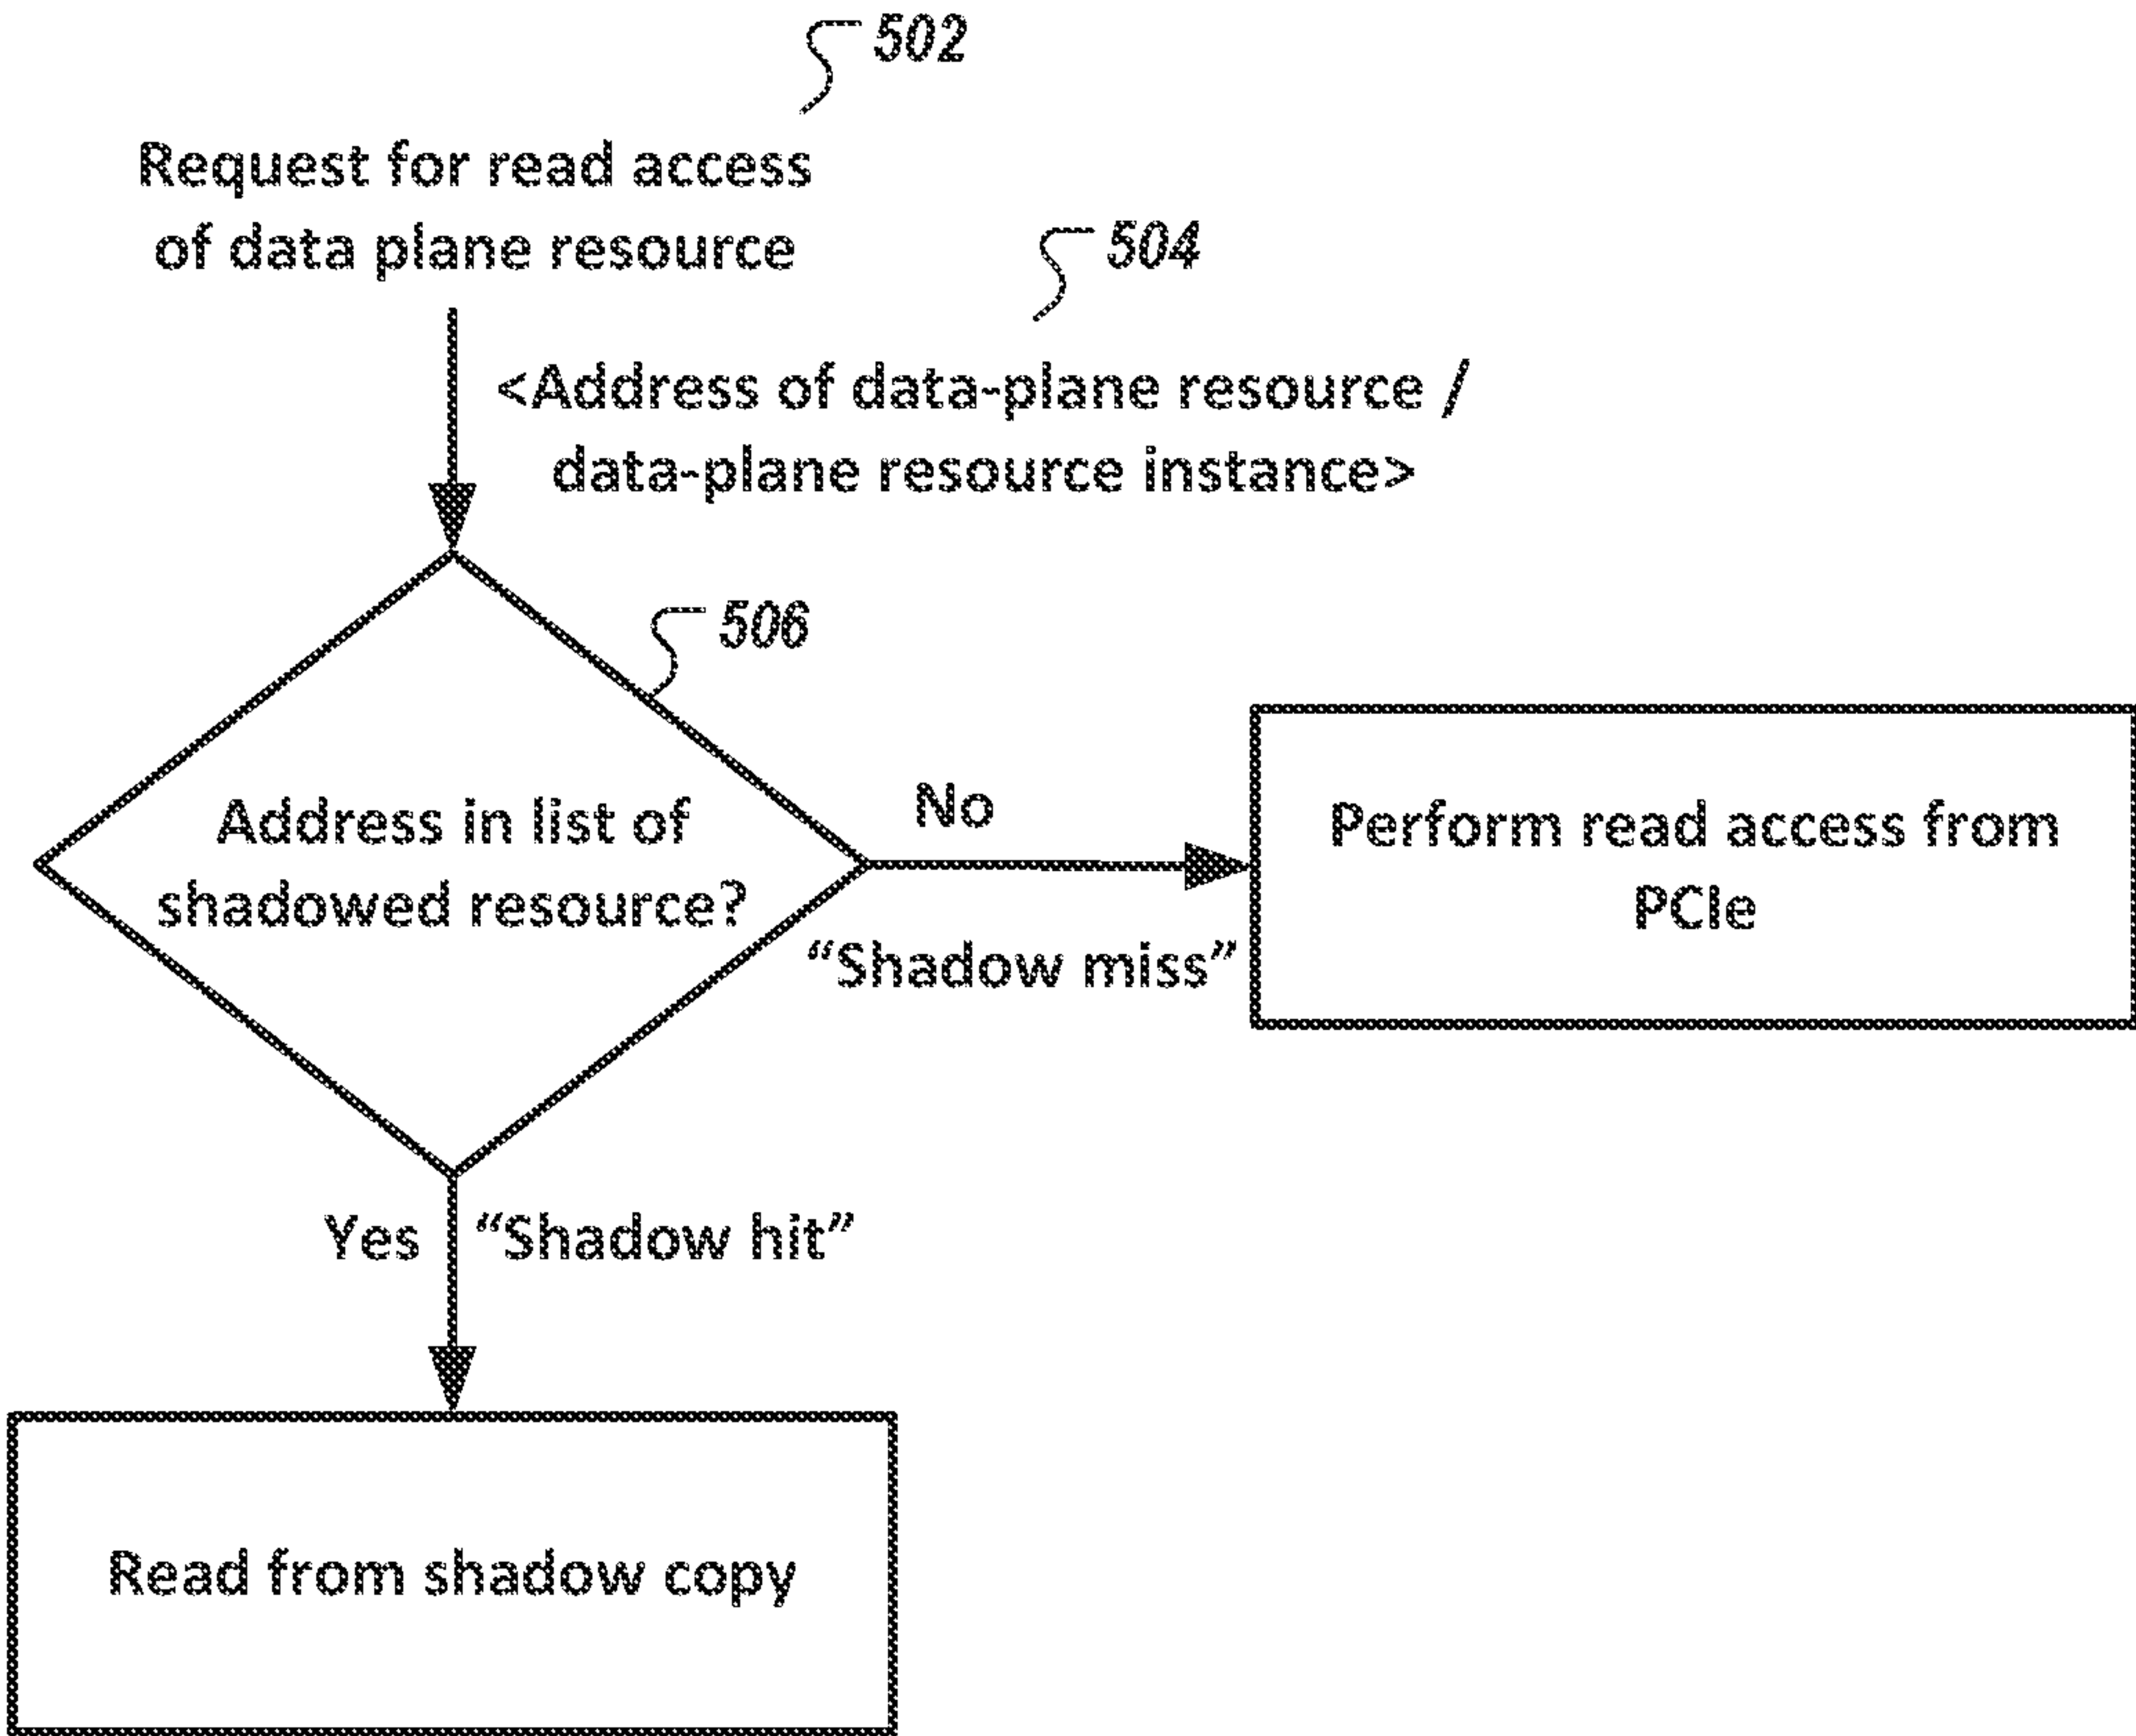 502
Request for read access
of data plane resource
504
<Address of data-plane resource /
data-plane resource instance>
506
Address in list of
shadowed resource?
No
“Shadow miss”
Perform read access from
PCIe
Yes
“Shadow hit”
Read from shadow copy